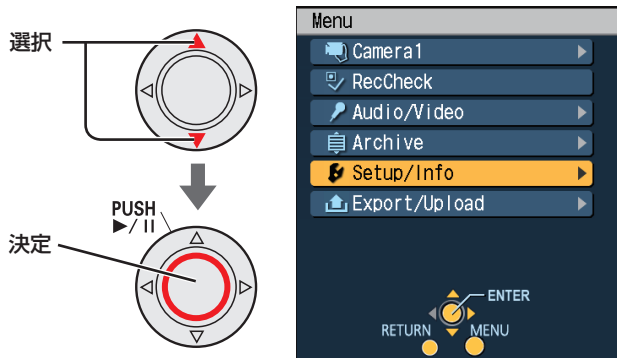 選択
PUSH
▶/II
決定
Menu
Camera1
RecCheck
Audio/Video
Archive
Setup/Info
Export/Upload
ENTER
RETURN
MENU